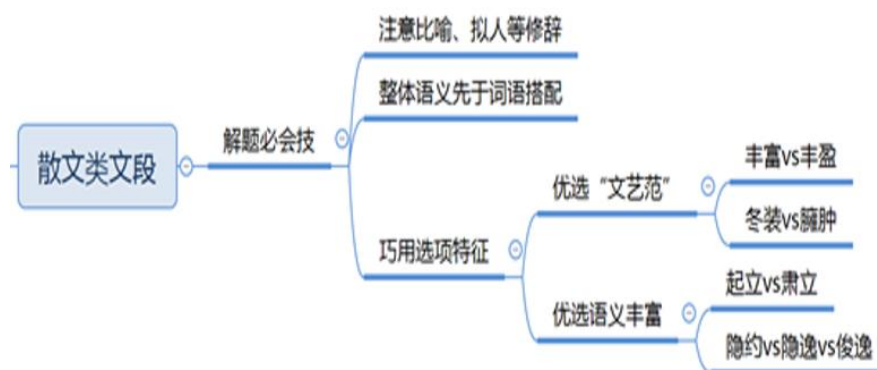 散文类文段
解题必会技
注意比喻、拟人等修辞
整体语义先于词语搭配
巧用选项特征
优选“文艺范”
丰富vs丰盈
冬装vs臃肿
优选语义丰富
起立vs肃立
隐约vs隐逸vs俊逸